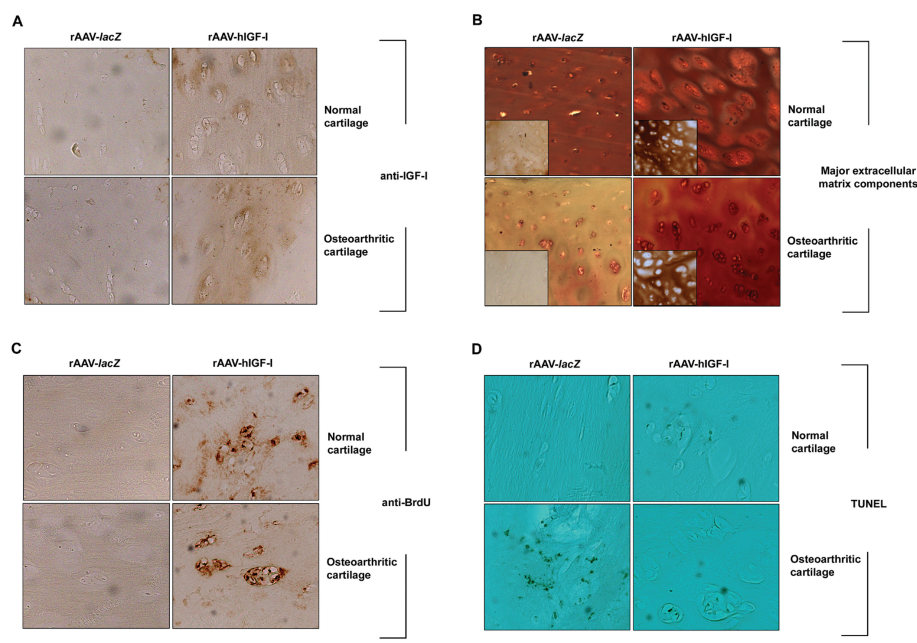 A
rAAV-lacZ
rAAV-hIGF-I
Normal
cartilage
anti-IGF-I
Osteoarthritic
cartilage
B
rAAV-lacZ
rAAV-hIGF-I
Normal
cartilage
Major extracellular
matrix components
Osteoarthritic
cartilage
C
rAAV-lacZ
rAAV-hIGF-I
Normal
cartilage
anti-BrdU
Osteoarthritic
cartilage
D
rAAV-lacZ
rAAV-hIGF-I
Normal
cartilage
TUNEL
Osteoarthritic
cartilage